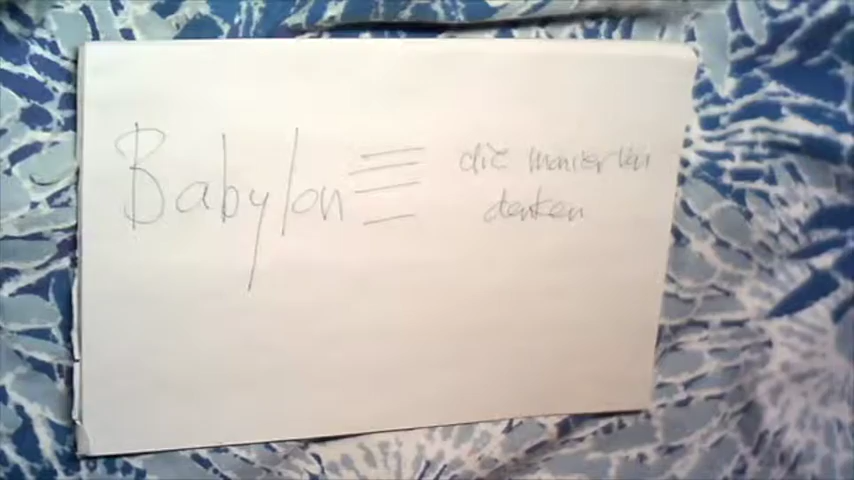 Babylon ≡ die manier van
denken